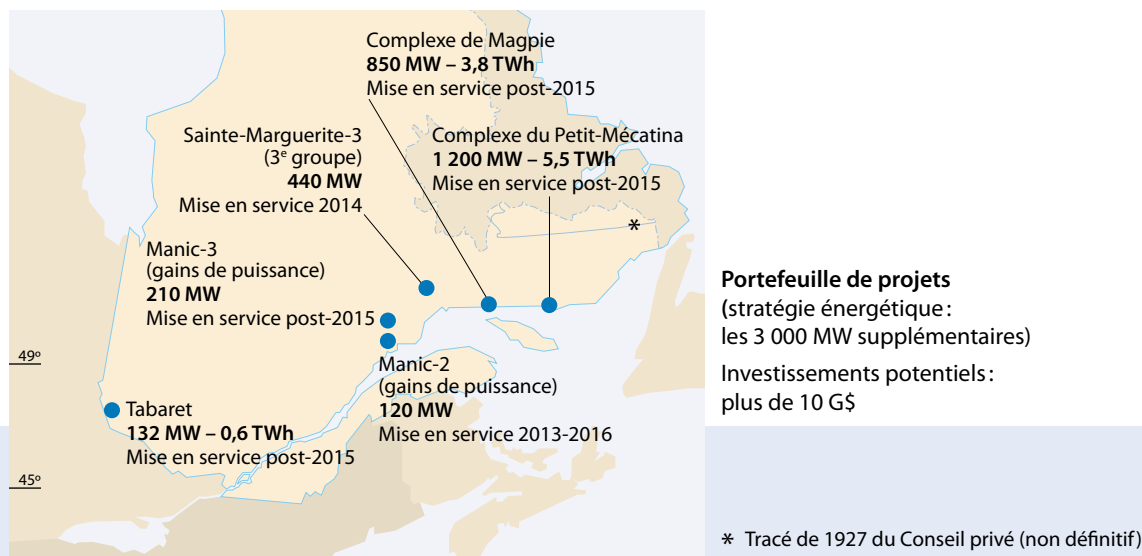 Complexe de Magpie
850 MW – 3,8 TWh
Mise en service post-2015
Sainte-Marguerite-3
(3e groupe)
440 MW
Mise en service 2014
Complexe du Petit-Mécatina
1 200 MW – 5,5 TWh
Mise en service post-2015
*
Manic-3
(gains de puissance)
210 MW
Mise en service post-2015
49°
Manic-2
(gains de puissance)
120 MW
Mise en service 2013-2016
Tabaret
132 MW – 0,6 TWh
Mise en service post-2015
45°
Portefeuille de projets
(stratégie énergétique :
les 3 000 MW supplémentaires)
Investissements potentiels :
plus de 10 G$
* Tracé de 1927 du Conseil privé (non définitif)